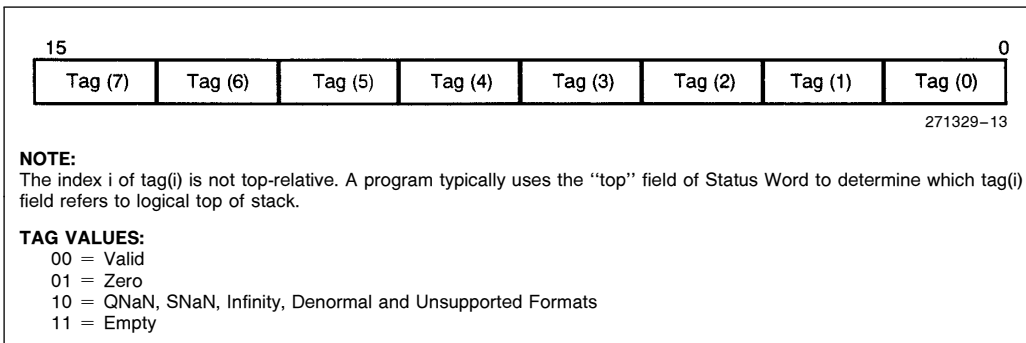 15 0
Tag (7) Tag (6) Tag (5) Tag (4) Tag (3) Tag (2) Tag (1) Tag (0)
271329–13
NOTE:
The index i of tag(i) is not top-relative. A program typically uses the ‘‘top’’ field of Status Word to determine which tag(i)
field refers to logical top of stack.
TAG VALUES:
00 = Valid
01 = Zero
10 = QNaN, SNaN, Infinity, Denormal and Unsupported Formats
11 = Empty